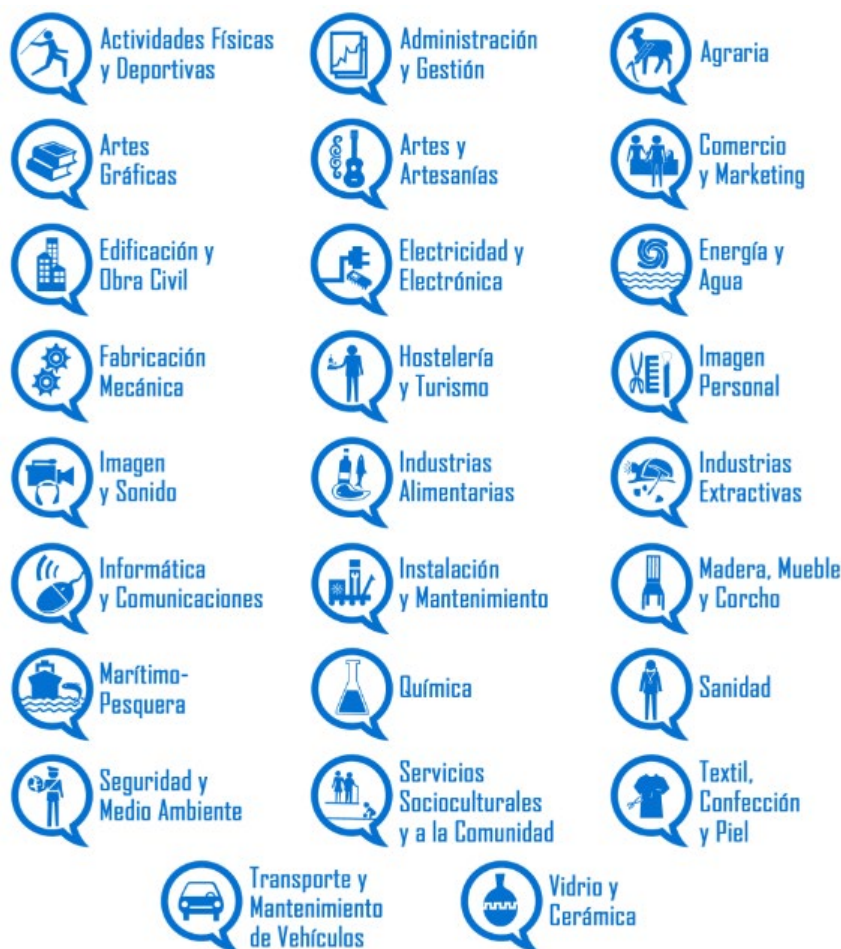 Actividades Físicas
y Deportivas
Administración
y Gestión
Agraria
Artes
Gráficas
Artes y
Artesanías
Comercio
y Marketing
Edificación y
Obra Civil
Electricidad y
Electrónica
Energía y
Agua
Fabricación
Mecánica
Hostelería
y Turismo
Imagen
Personal
Imagen
y Sonido
Industrias
Alimentarias
Industrias
Extractivas
Informática
y Comunicaciones
Instalación
y Mantenimiento
Madera, Mueble
y Corcho
Marítimo-
Pesquera
Química
Sanidad
Seguridad y
Medio Ambiente
Servicios
Socioculturales
y a la Comunidad
Textil,
Confección
y Piel
Transporte y
Mantenimiento
de Vehículos
Vidrio y
Cerámica